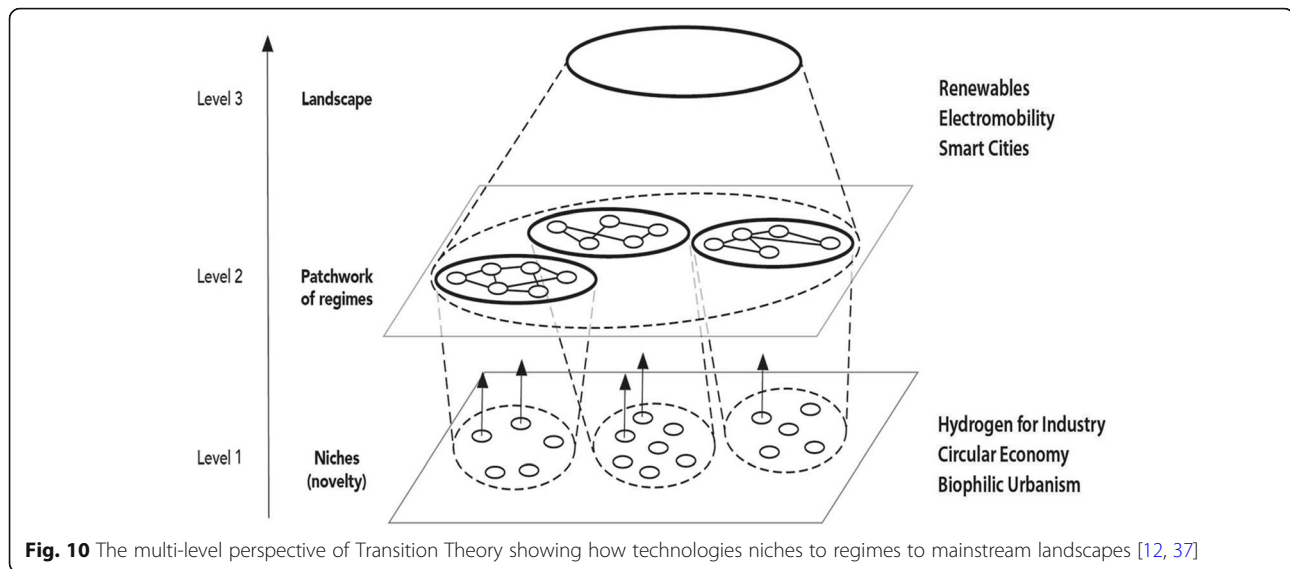 Level 3
Landscape
Renewables
Electromobility
Smart Cities
Level 2
Patchwork
of regimes
Level 1
Niches
(novelty)
Hydrogen for Industry
Circular Economy
Biophilic Urbanism
Fig. 10 The multi-level perspective of Transition Theory showing how technologies niches to regimes to mainstream landscapes [12, 37]